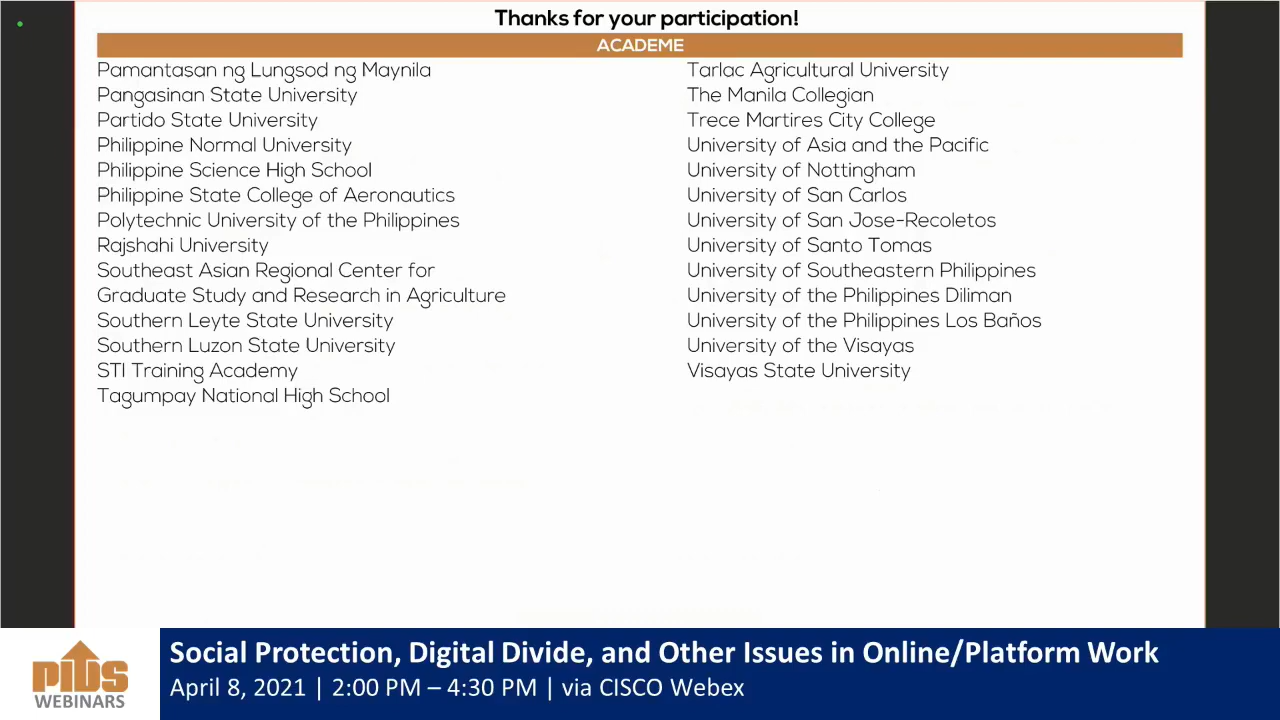 Thanks for your participation!
ACADEME
Pamantasan ng Lungsod ng Maynila
Pangasinan State University
Partido State University
Philippine Normal University
Philippine Science High School
Philippine State College of Aeronautics
Polytechnic University of the Philippines
Rajshahi University
Southeast Asian Regional Center for
Graduate Study and Research in Agriculture
Southern Leyte State University
Southern Luzon State University
STI Training Academy
Tagumpay National High School
Tarlac Agricultural University
The Manila Collegian
Trece Martires City College
University of Asia and the Pacific
University of Nottingham
University of San Carlos
University of San Jose-Recoletos
University of Santo Tomas
University of Southeastern Philippines
University of the Philippines Diliman
University of the Philippines Los Baños
University of the Visayas
Visayas State University
PIDS
WEBINARS
Social Protection, Digital Divide, and Other Issues in Online/Platform Work
April 8, 2021 | 2:00 PM – 4:30 PM | via CISCO Webex